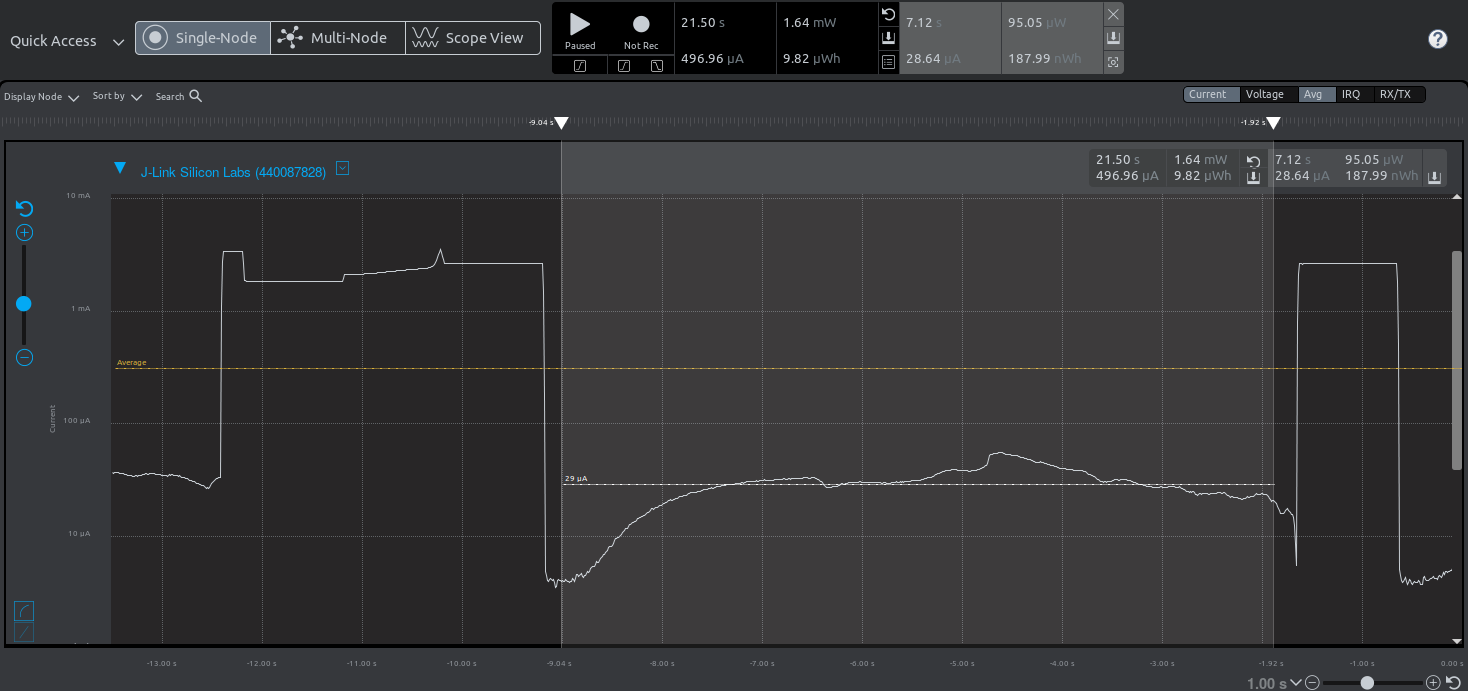 Quick Access
Single-Node
Multi-Node
Scope View
Paused
Not Rec
21.50 s
1.64 mW
496.96 µA
9.82 µWh
7.12 s
95.05 µW
28.64 µA
187.99 nWh
?
Display Node
Sort by
Search
Current
Voltage
Avg
IRQ
RX/TX
-9.04 s
-1.92 s
J-Link Silicon Labs (440087828)
21.50 s
1.64 mW
7.12 s
95.05 µW
496.96 µA
9.82 µWh
28.64 µA
187.99 nWh
10 mA
1 mA
Average
Current
100 µA
29 µA
10 µA
-13.00 s
-12.00 s
-11.00 s
-10.00 s
-9.04 s
-8.00 s
-7.00 s
-6.00 s
-5.00 s
-4.00 s
-3.00 s
-1.92 s
-1.00 s
0.00 s
1.00 s